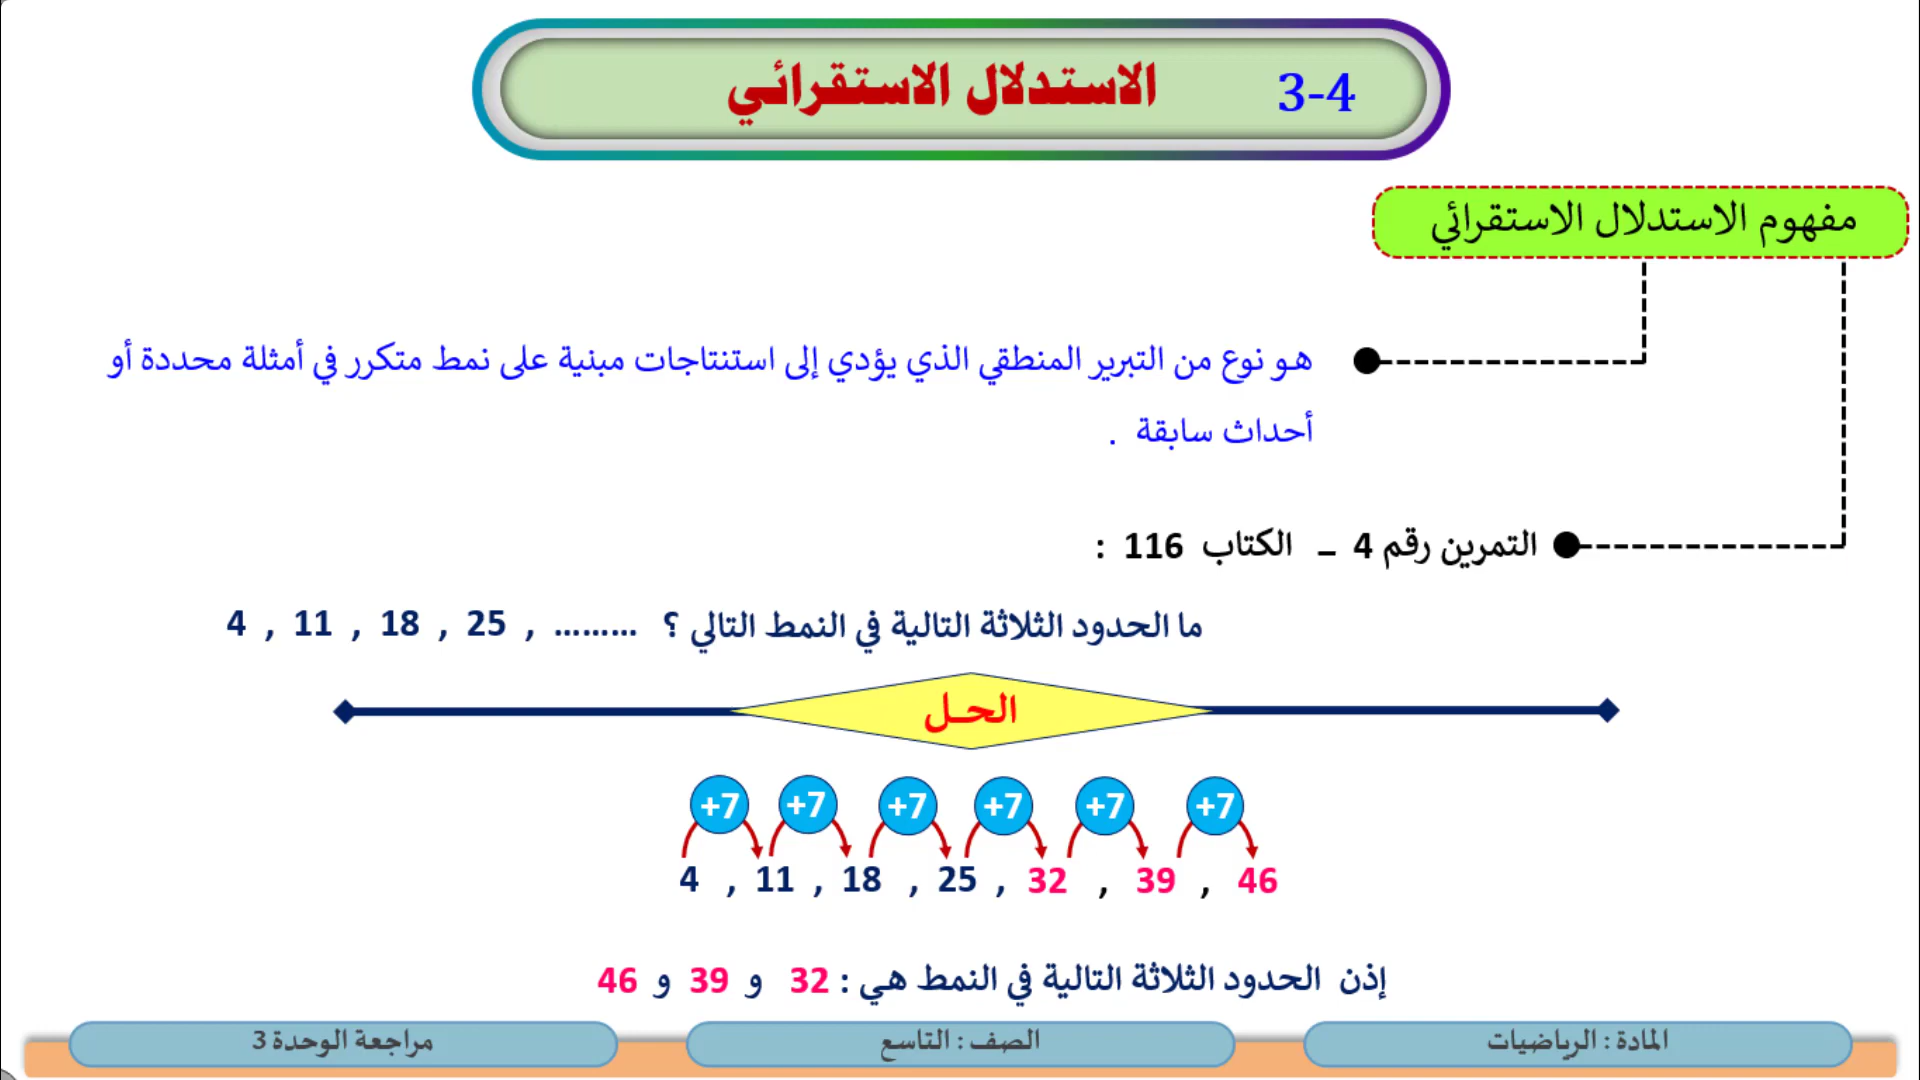 3-4 الاستدلال الاستقرائي
مفهوم الاستدلال الاستقرائي
هو نوع من التبرير المنطقي الذي يؤدي إلى استنتاجات مبنية على نمط متكرر في أمثلة محددة أو
أحداث سابقة .
التمرين رقم 4 – الكتاب 116 :
ما الحدود الثلاثة التالية في النمط التالي ؟ 4 , 11 , 18 , 25 , .........
الحـل
+7 +7 +7 +7 +7 +7
4 , 11 , 18 , 25 , 32 , 39 , 46
إذن الحدود الثلاثة التالية في النمط هي : 32 و 39 و 46
المادة : الرياضيات
الصف : التاسع
مراجعة الوحدة 3